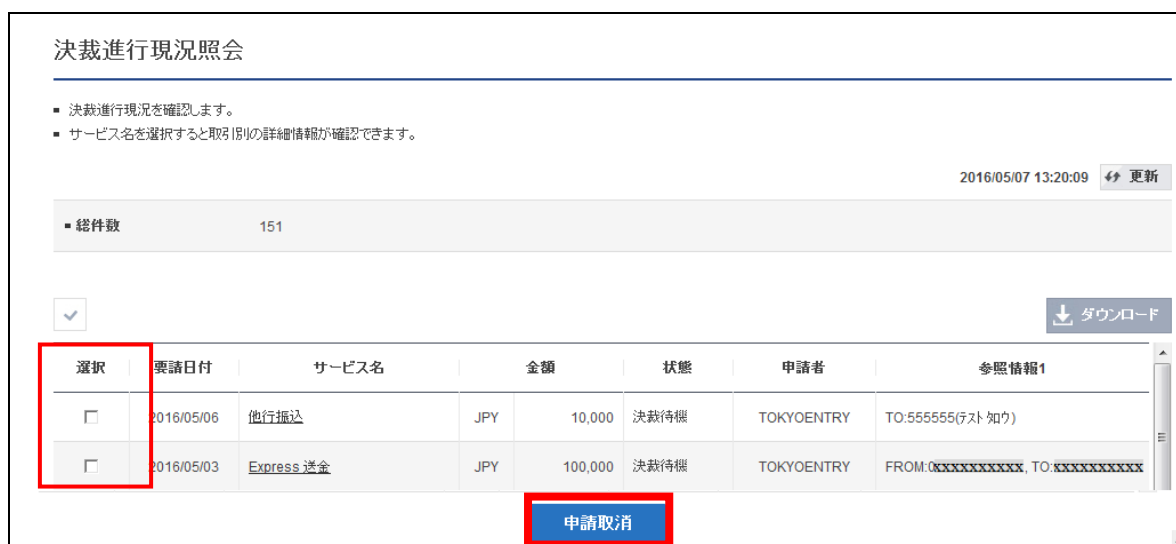 決裁進行現況照会
▪ 決裁進行現況を確認します。
▪ サービス名を選択すると取引別の詳細情報が確認できます。
2016/05/07 13:20:09 更新
▪ 総件数 151
ダウンロード
選択 要請日付 サービス名 金額 状態 申請者 参照情報1
2016/05/06 他行振込 JPY 10,000 決裁待機 TOKYOENTRY TO:555555(テスト タロウ)
2016/05/03 Express 送金 JPY 100,000 決裁待機 TOKYOENTRY FROM:0xxxxxxxxxx, TO:xxxxxxxxxx
申請取消